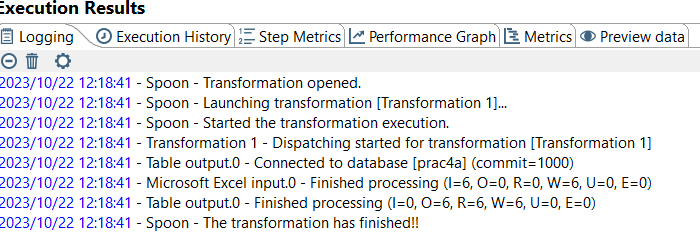 Execution Results
Logging Execution History Step Metrics Performance Graph Metrics Preview data
2023/10/22 12:18:41 - Spoon - Transformation opened.
2023/10/22 12:18:41 - Spoon - Launching transformation [Transformation 1]...
2023/10/22 12:18:41 - Spoon - Started the transformation execution.
2023/10/22 12:18:41 - Transformation 1 - Dispatching started for transformation [Transformation 1]
2023/10/22 12:18:41 - Table output.0 - Connected to database [prac4a] (commit=1000)
2023/10/22 12:18:41 - Microsoft Excel input.0 - Finished processing (I=6, O=0, R=0, W=6, U=0, E=0)
2023/10/22 12:18:41 - Table output.0 - Finished processing (I=0, O=6, R=6, W=6, U=0, E=0)
2023/10/22 12:18:41 - Spoon - The transformation has finished!!